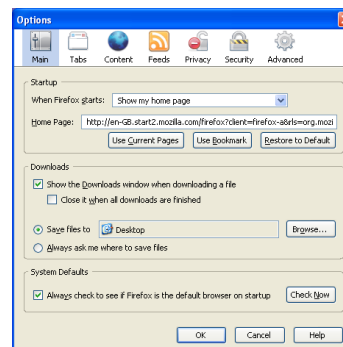 Options
Main Tabs Content Feeds Privacy Security Advanced
Startup
When Firefox starts: Show my home page
Home Page: http://en-GB.start2.mozilla.com/firefox?client=firefox-a&rls=org.mozi
Use Current Pages Use Bookmark Restore to Default
Downloads
Show the Downloads window when downloading a file
Close it when all downloads are finished
Save files to Desktop Browse...
Always ask me where to save files
System Defaults
Always check to see if Firefox is the default browser on startup Check Now
OK Cancel Help